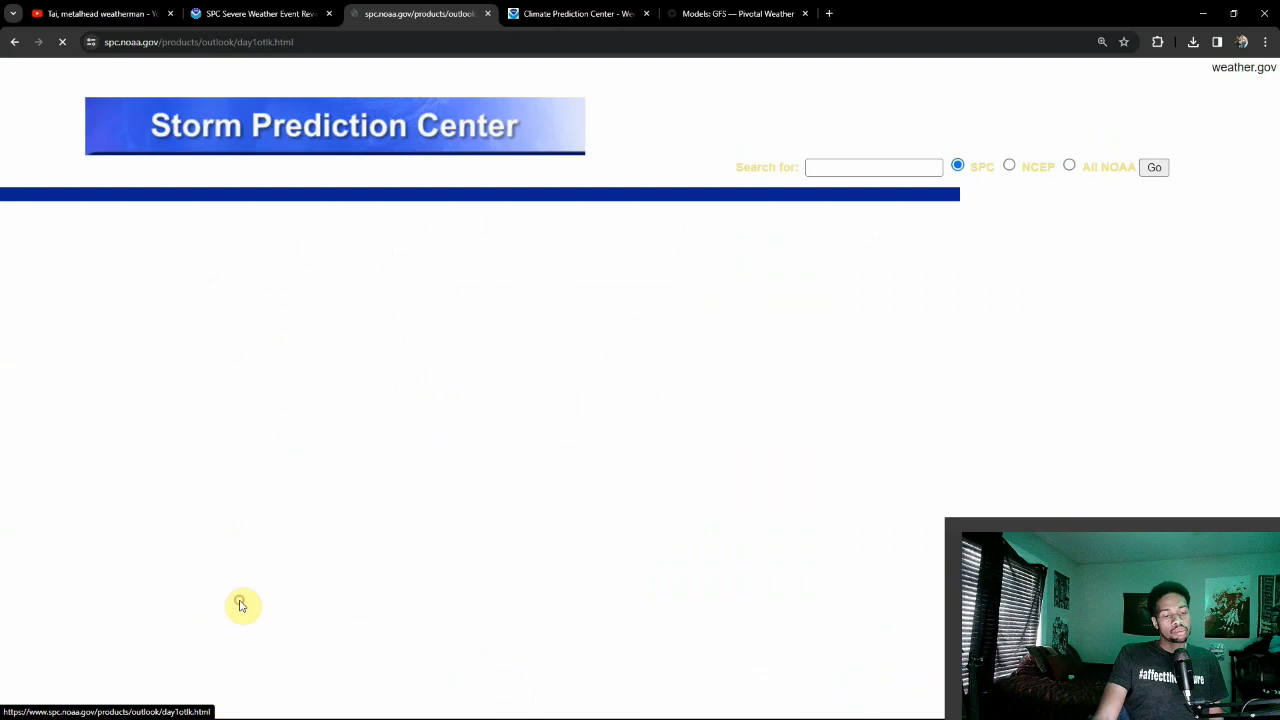 Tai, metalhead weatherman - Yo
SPC Severe Weather Event Rev
spc.noaa.gov/products/outlook
Climate Prediction Center - We
Models: GFS — Pivotal Weather
spc.noaa.gov/products/outlook/day1otlk.html
weather.gov
Storm Prediction Center
Search for:
SPC
NCEP
All NOAA
Go
#affectthe
https://www.spc.noaa.gov/products/outlook/day1otlk.html